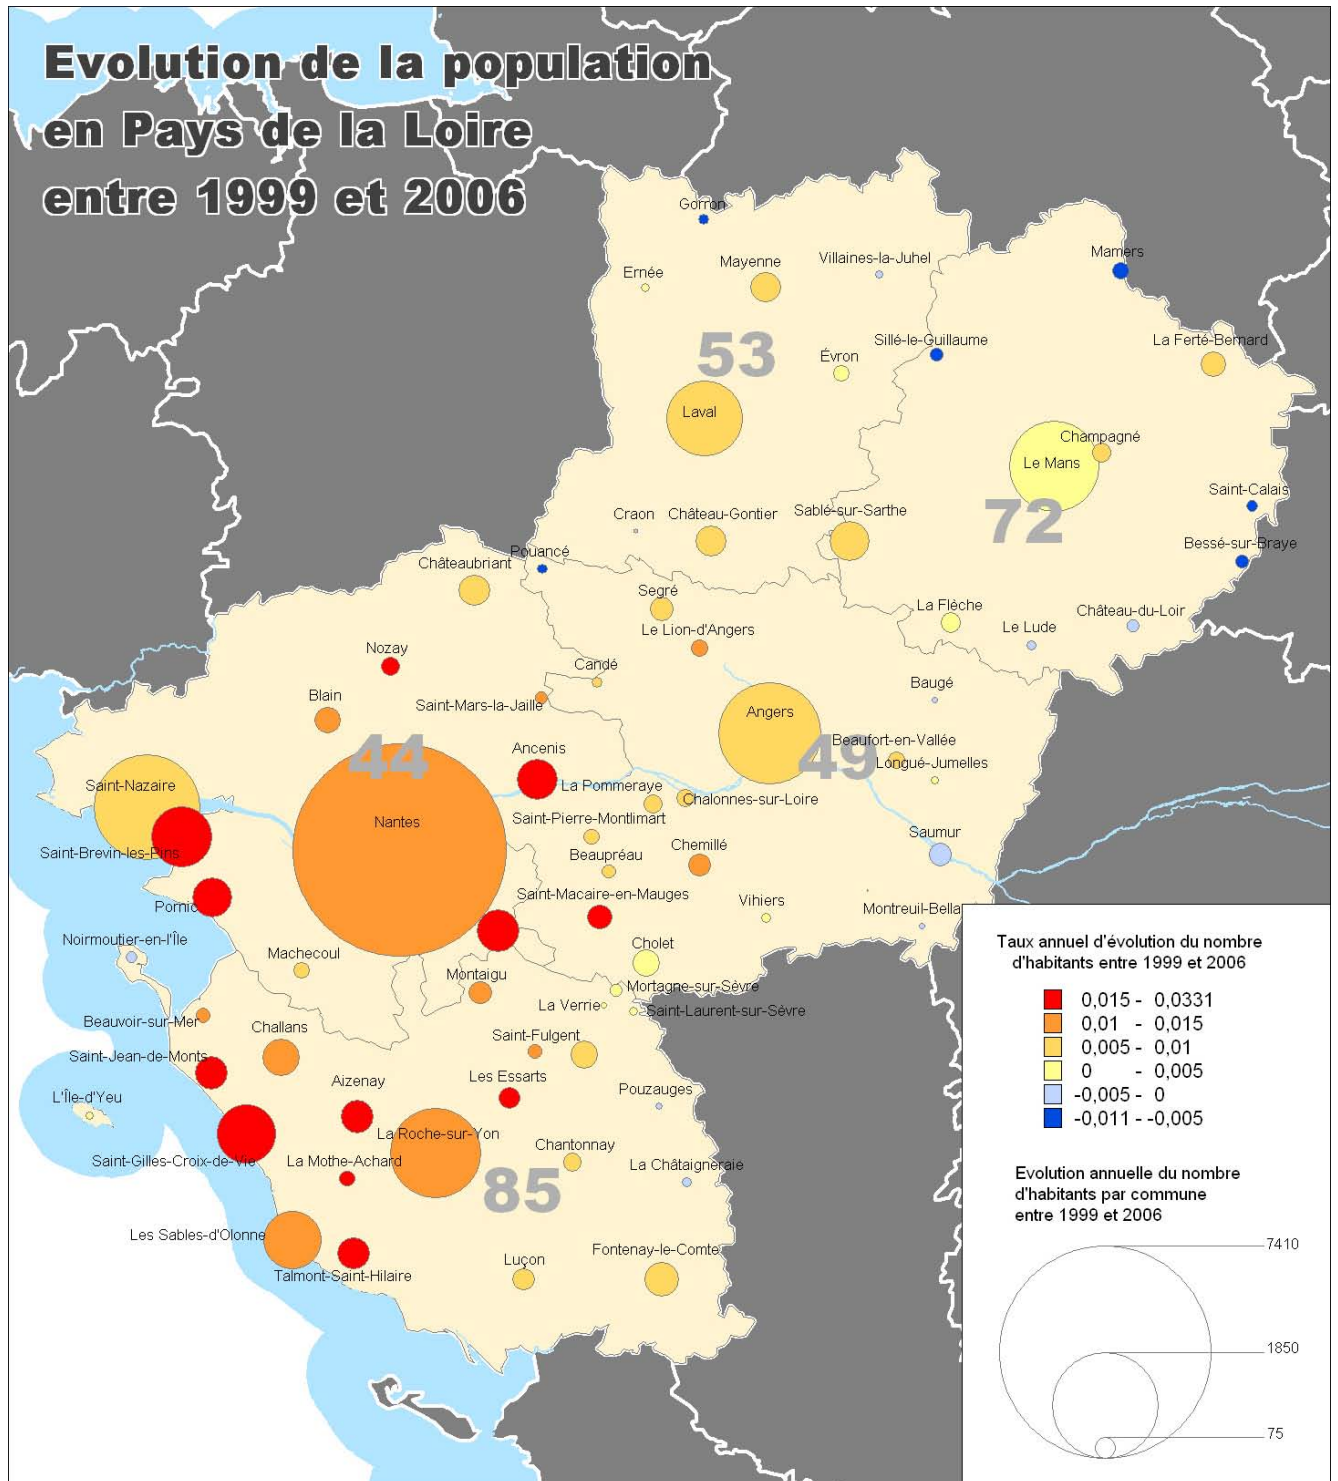 Evolution de la population
en Pays de la Loire
entre 1999 et 2006
Gorron
Mamers
Villaines-la-Juhel
Mayenne
Ernée
53
Sillé-le-Guillaume
La Ferté-Bernard
Évron
Laval
Champagné
Le Mans
Saint-Calais
72
Craon
Château-Gontier
Sablé-sur-Sarthe
Bessé-sur-Braye
Pouancé
Châteaubriant
Segré
La Flèche
Château-du-Loir
Le Lude
Le Lion-d'Angers
Nozay
Candé
Baugé
Blain
Saint-Mars-la-Jaille
Angers
44
Ancenis
49
Beaufort-en-Vallée
Longué-Jumelles
Saint-Nazaire
La Pommeraye
Chalonnes-sur-Loire
Nantes
Saint-Pierre-Montlimart
Saumur
Saint-Brevin-les-Pins
Beaupréau
Chemillé
Saint-Macaire-en-Mauges
Vihiers
Montreuil-Bella
Pornic
Noirmoutier-en-l'Île
Machecoul
Cholet
Montaigu
Mortagne-sur-Sèvre
La Verrie
Saint-Laurent-sur-Sèvre
Beauvoir-sur-Mer
Challans
Saint-Fulgent
Saint-Jean-de-Monts
Aizenay
Les Essarts
Pouzauges
L'Île-d'Yeu
La Roche-sur-Yon
Chantonnay
Saint-Gilles-Croix-de-Vie
La Mothe-Achard
La Châtaigneraie
85
Les Sables-d'Olonne
Talmont-Saint-Hilaire
Luçon
Fontenay-le-Comte
Taux annuel d'évolution du nombre
d'habitants entre 1999 et 2006
0,015 - 0,0331
0,01 - 0,015
0,005 - 0,01
0 - 0,005
-0,005 - 0
-0,011 - -0,005
Evolution annuelle du nombre
d'habitants par commune
entre 1999 et 2006
7410
1850
75